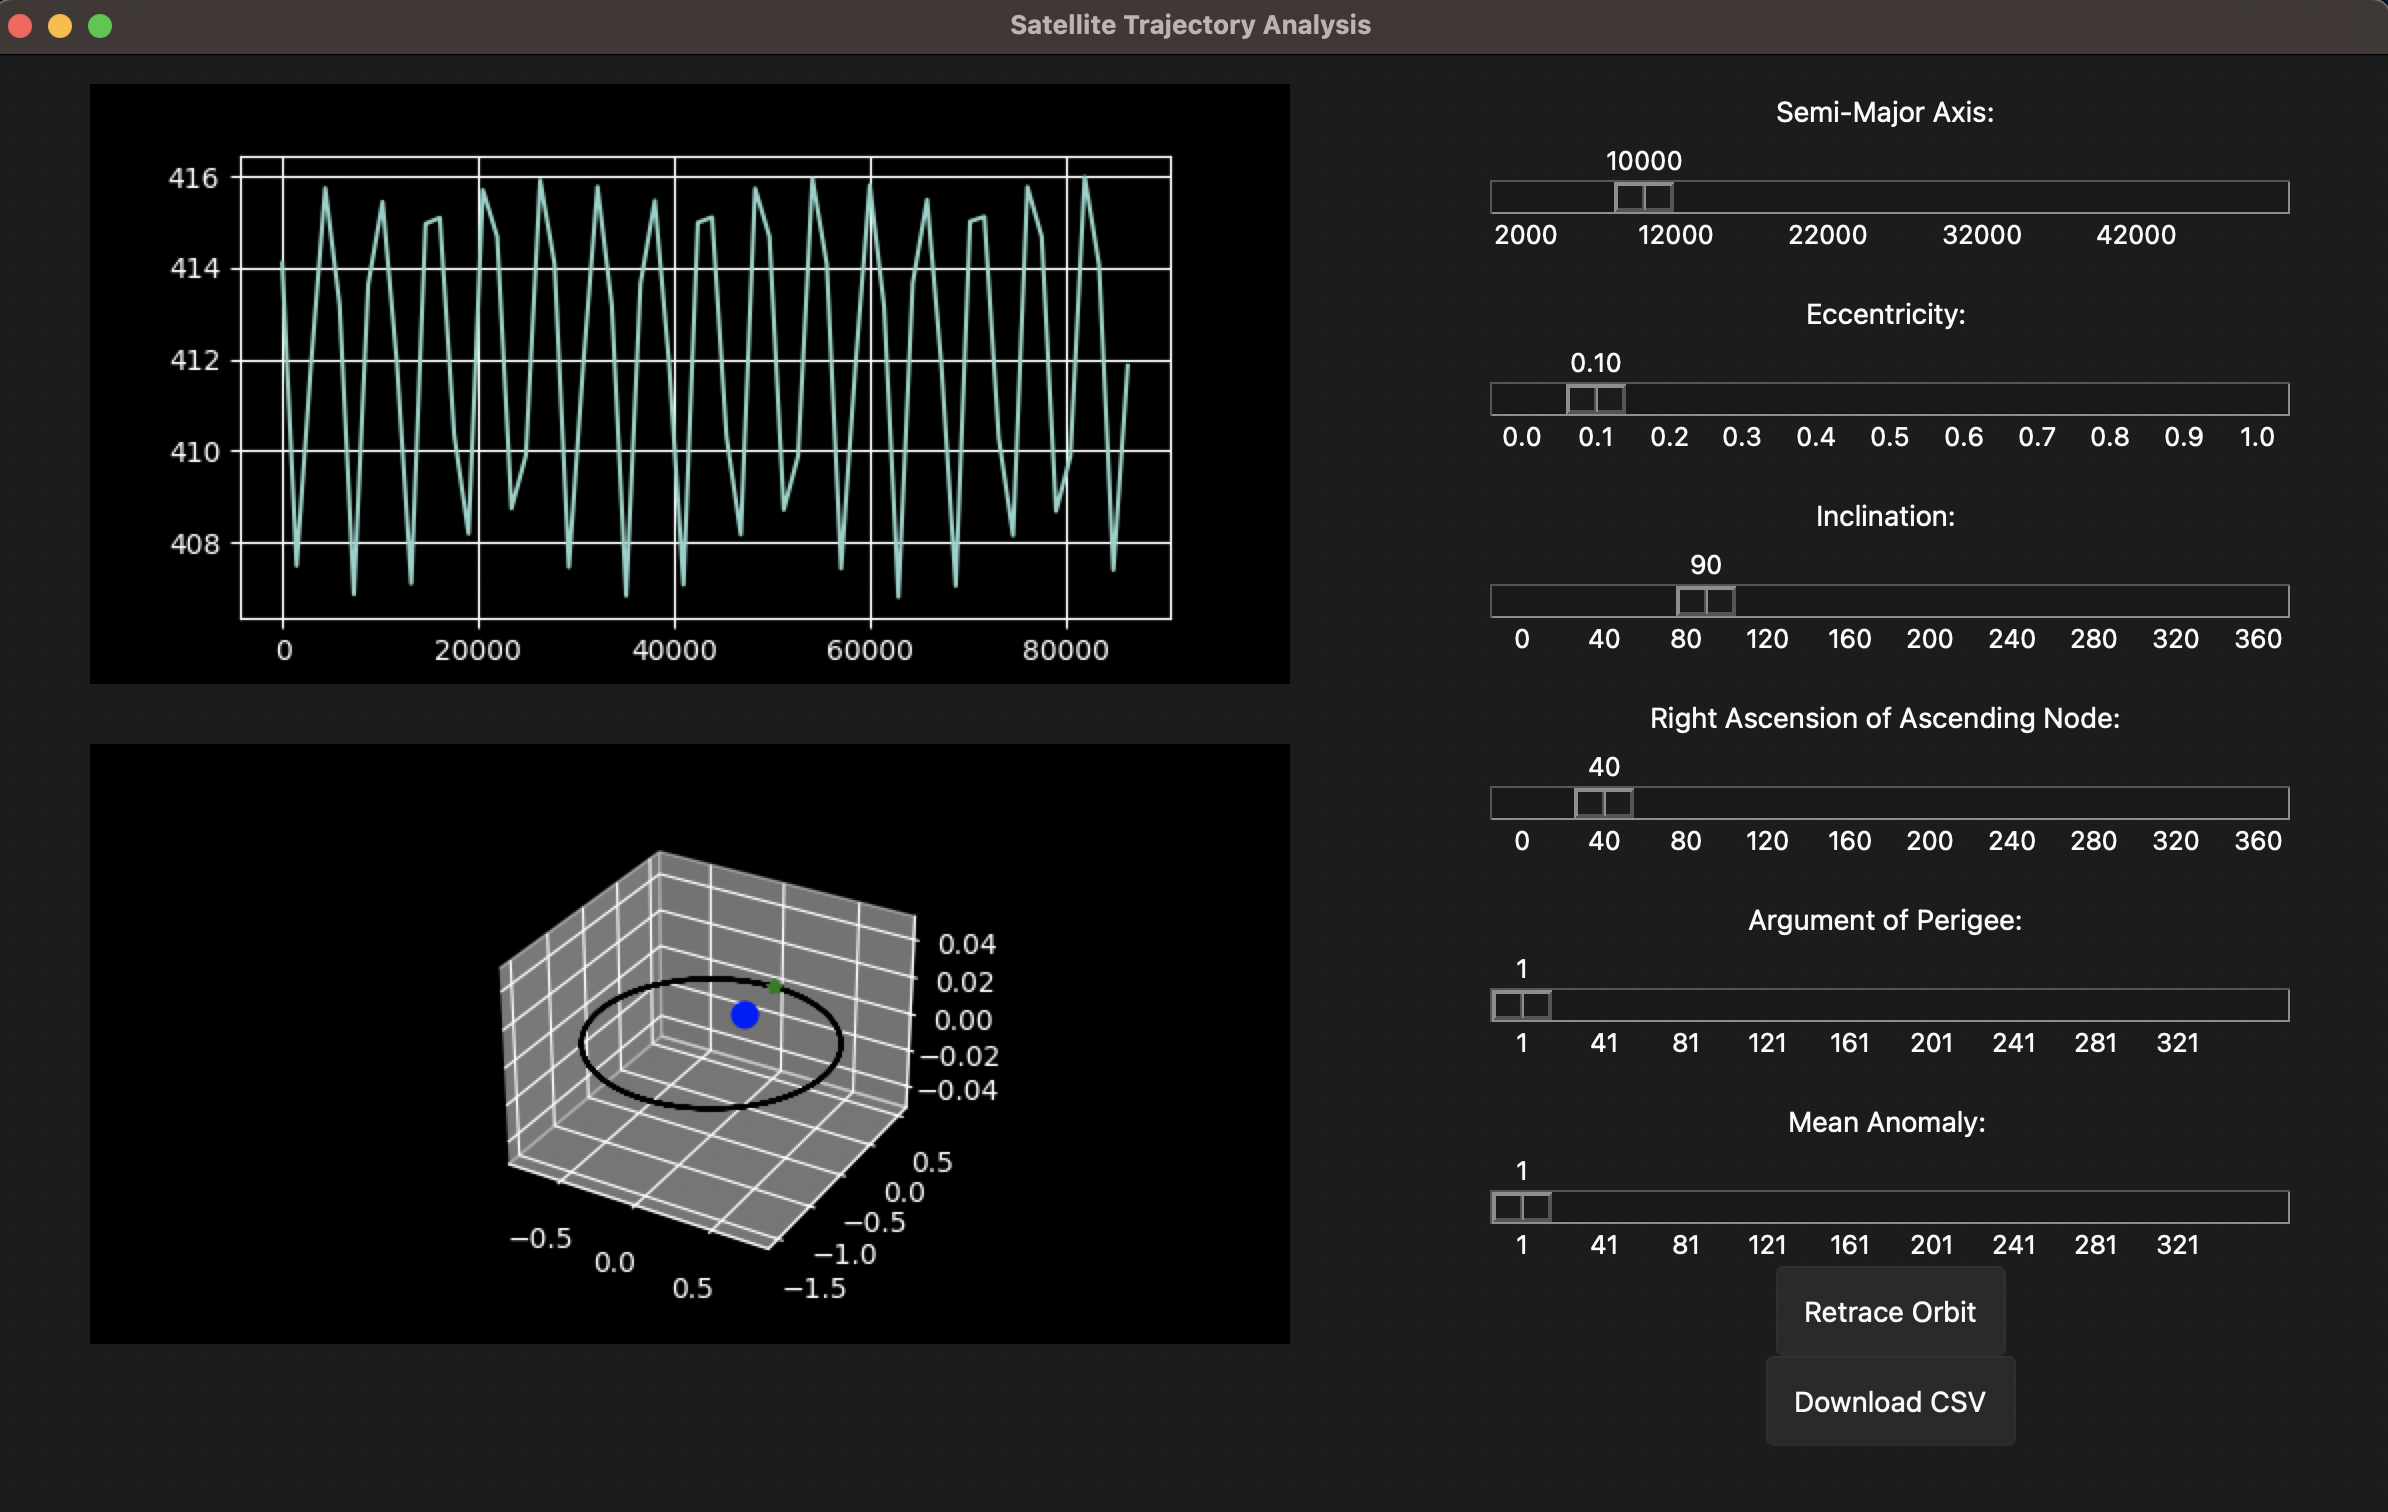 Satellite Trajectory Analysis
416
414
412
410
408
0 20000 40000 60000 80000
0.04
0.02
0.00
−0.02
−0.04
0.5
0.0
−0.5
−1.0
−1.5
−0.5
0.0
0.5
Semi-Major Axis:
10000
2000 12000 22000 32000 42000
Eccentricity:
0.10
0.0 0.1 0.2 0.3 0.4 0.5 0.6 0.7 0.8 0.9 1.0
Inclination:
90
0 40 80 120 160 200 240 280 320 360
Right Ascension of Ascending Node:
40
0 40 80 120 160 200 240 280 320 360
Argument of Perigee:
1
1 41 81 121 161 201 241 281 321
Mean Anomaly:
1
1 41 81 121 161 201 241 281 321
Retrace Orbit
Download CSV